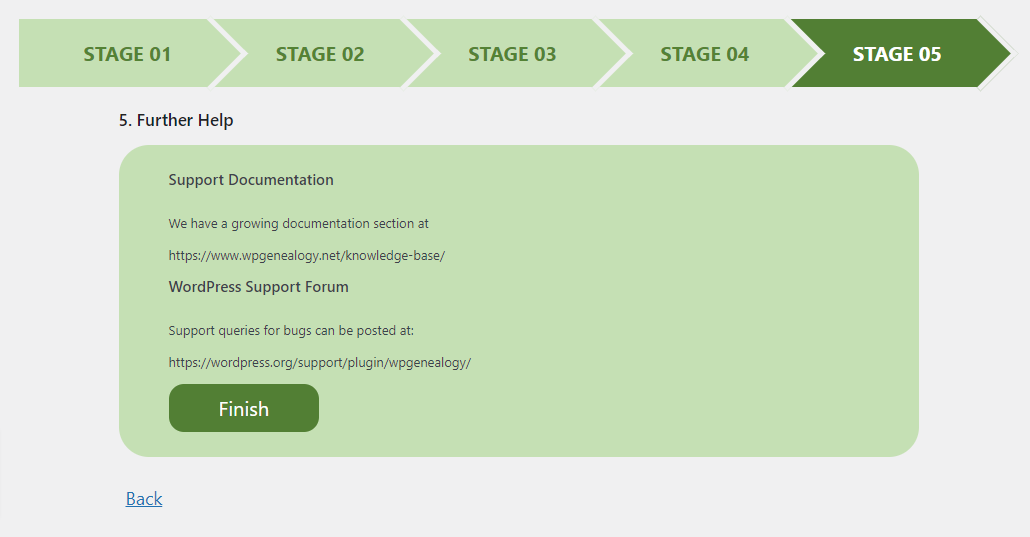 STAGE 01
STAGE 02
STAGE 03
STAGE 04
STAGE 05
5. Further Help
Support Documentation
We have a growing documentation section at
https://www.wpgenealogy.net/knowledge-base/
WordPress Support Forum
Support queries for bugs can be posted at:
https://wordpress.org/support/plugin/wpgenealogy/
Finish
Back